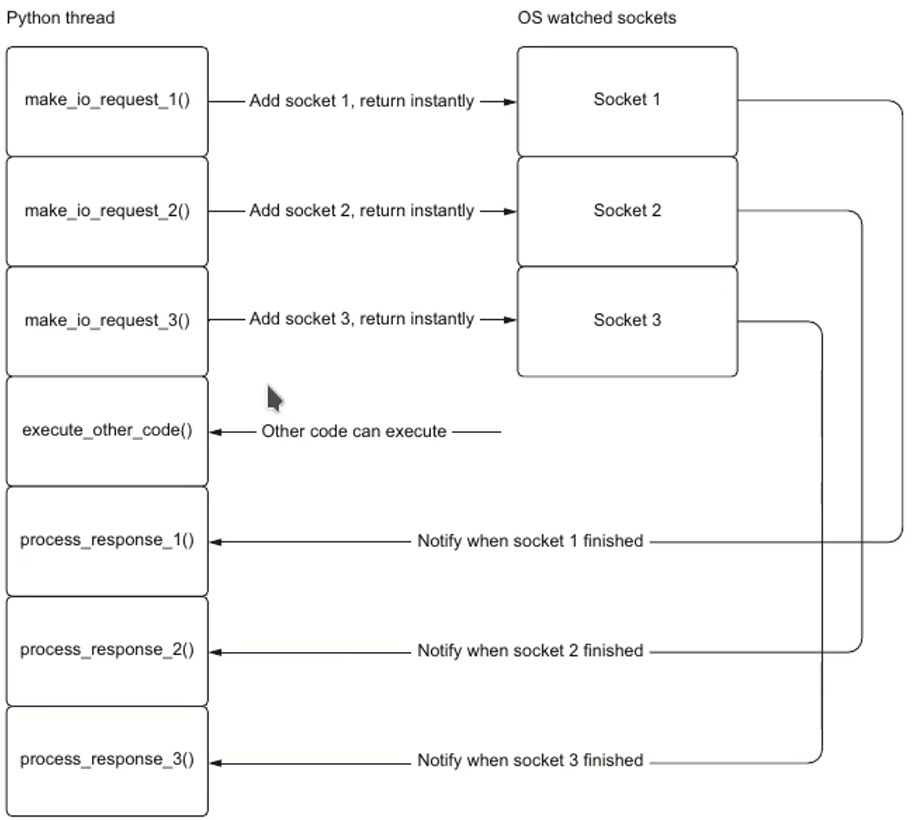 Python thread
OS watched sockets
make_io_request_1()
Add socket 1, return instantly
Socket 1
make_io_request_2()
Add socket 2, return instantly
Socket 2
make_io_request_3()
Add socket 3, return instantly
Socket 3
execute_other_code()
Other code can execute
process_response_1()
Notify when socket 1 finished
process_response_2()
Notify when socket 2 finished
process_response_3()
Notify when socket 3 finished